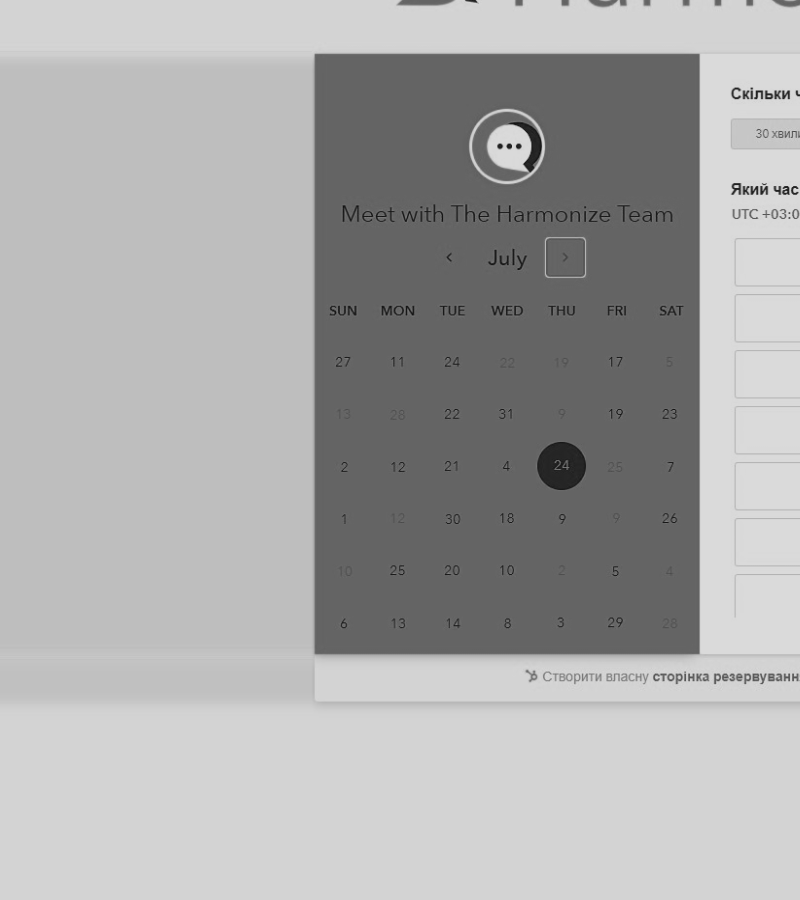 Meet with The Harmonize Team
July
SUN MON TUE WED THU FRI SAT
27 11 24 22 19 17 5
13 28 22 31 9 19 23
2 12 21 4 24 25 7
1 12 30 18 9 9 26
10 25 20 10 2 5 4
6 13 14 8 3 29 28
Скільки ч
30 хвили
Який час
UTC +03:0
Створити власну сторінка резервуванн